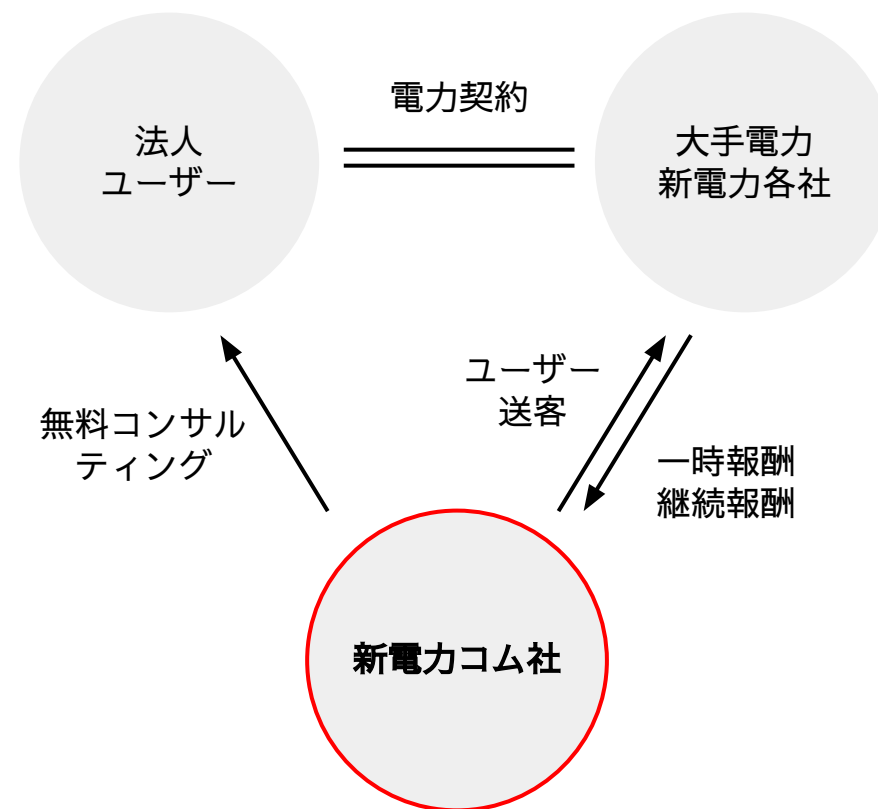 電力契約
法人
ユーザー
大手電力
新電力各社
ユーザー
送客
無料コンサル
ティング
一時報酬
継続報酬
新電力コム社